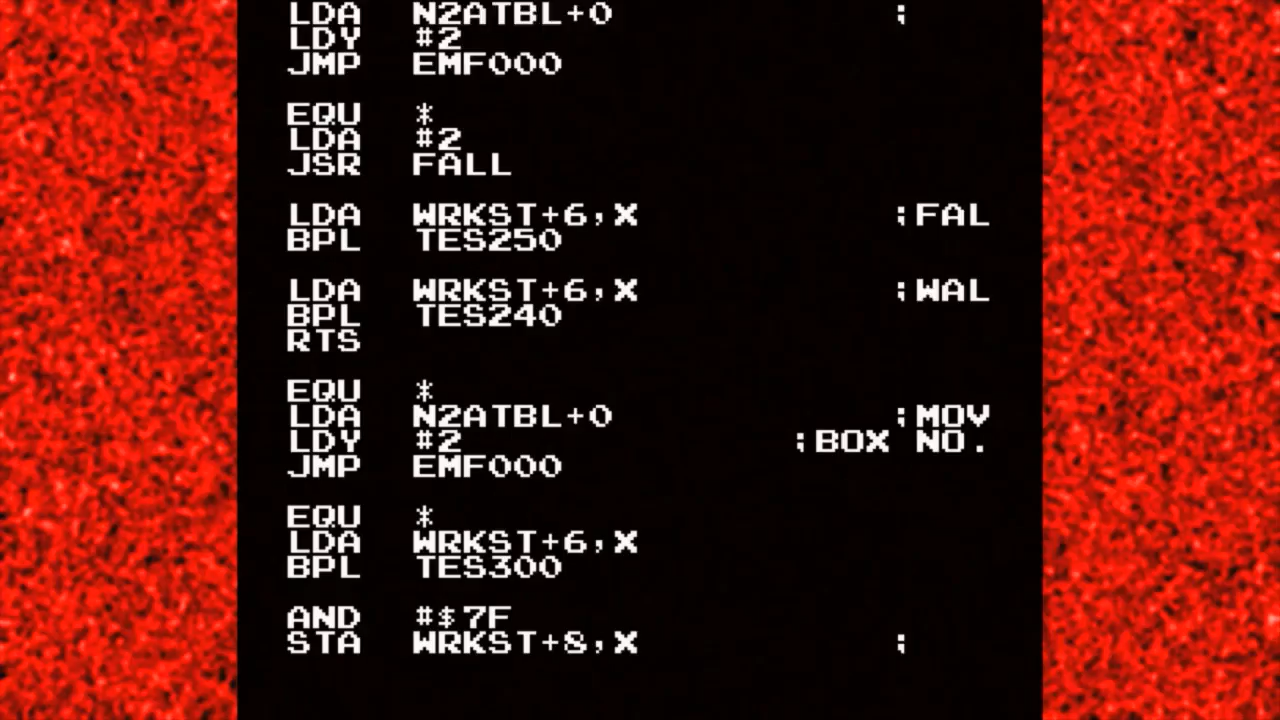 LDA N2ATBL+0 ;
LDY #2
JMP EMF000
EQU *
LDA #2
JSR FALL
LDA WRKST+6,X ;FAL
BPL TES250
LDA WRKST+6,X ;WAL
BPL TES240
RTS
EQU *
LDA N2ATBL+0 ;MOV
LDY #2 ;BOX NO.
JMP EMF000
EQU *
LDA WRKST+6,X
BPL TES300
AND #$7F
STA WRKST+8,X ;